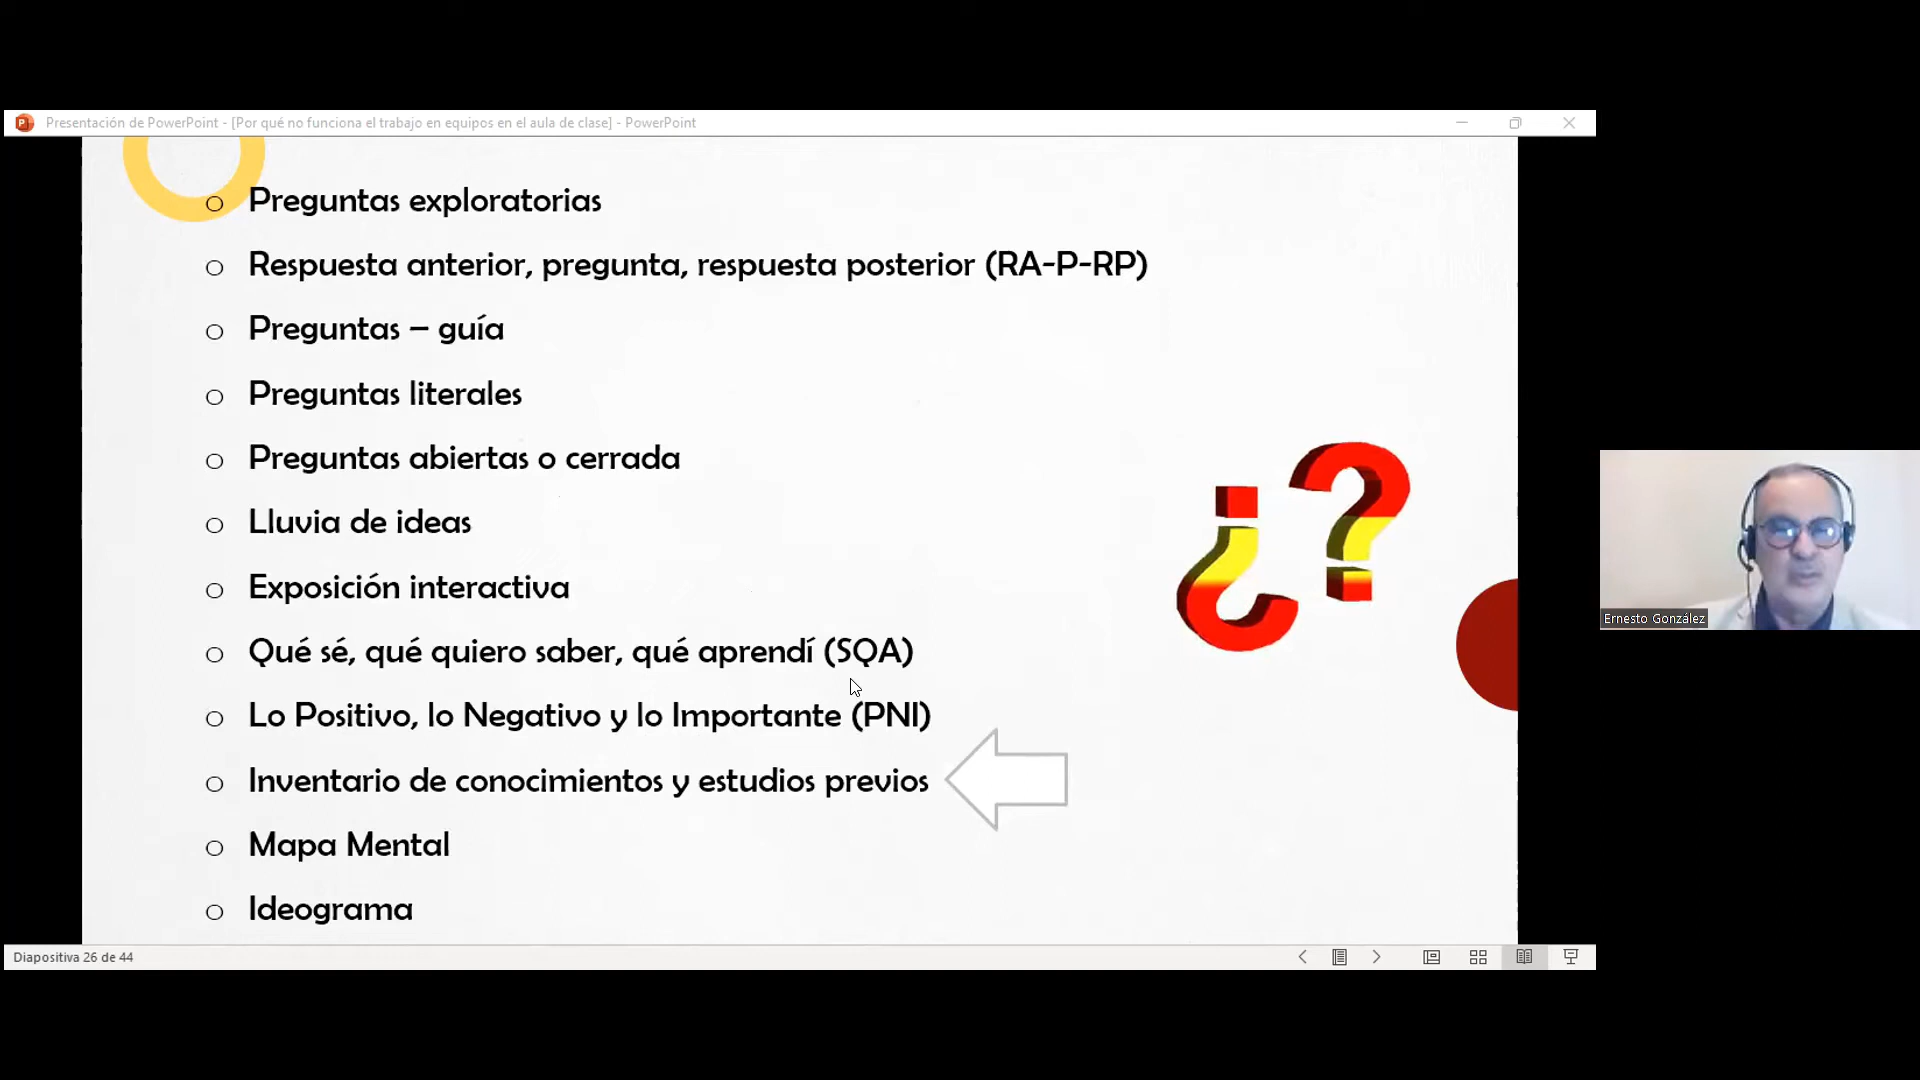 Presentación de PowerPoint - [Por qué no funciona el trabajo en equipos en el aula de clase] - PowerPoint
o Preguntas exploratorias
o Respuesta anterior, pregunta, respuesta posterior (RA-P-RP)
o Preguntas – guía
o Preguntas literales
o Preguntas abiertas o cerrada
o Lluvia de ideas
o Exposición interactiva
o Qué sé, qué quiero saber, qué aprendí (SQA)
o Lo Positivo, lo Negativo y lo Importante (PNI)
o Inventario de conocimientos y estudios previos
o Mapa Mental
o Ideograma
¿?
Ernesto González
Diapositiva 26 de 44